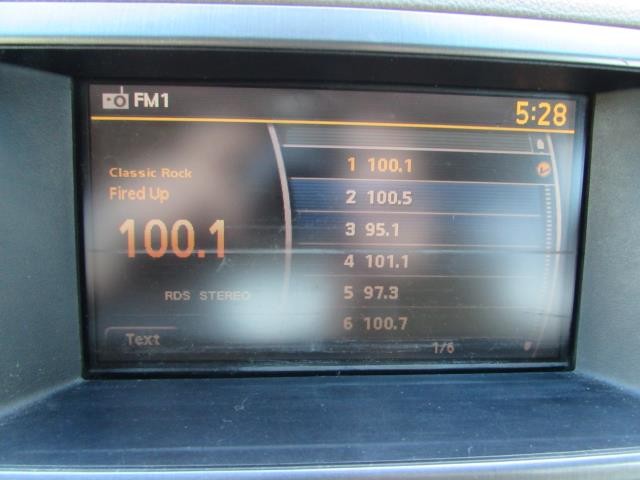 FM1
5:28
Classic Rock
Fired Up
100.1
RDS STEREO
Text
1 100.1
2 100.5
3 95.1
4 101.1
5 97.3
6 100.7
1/6